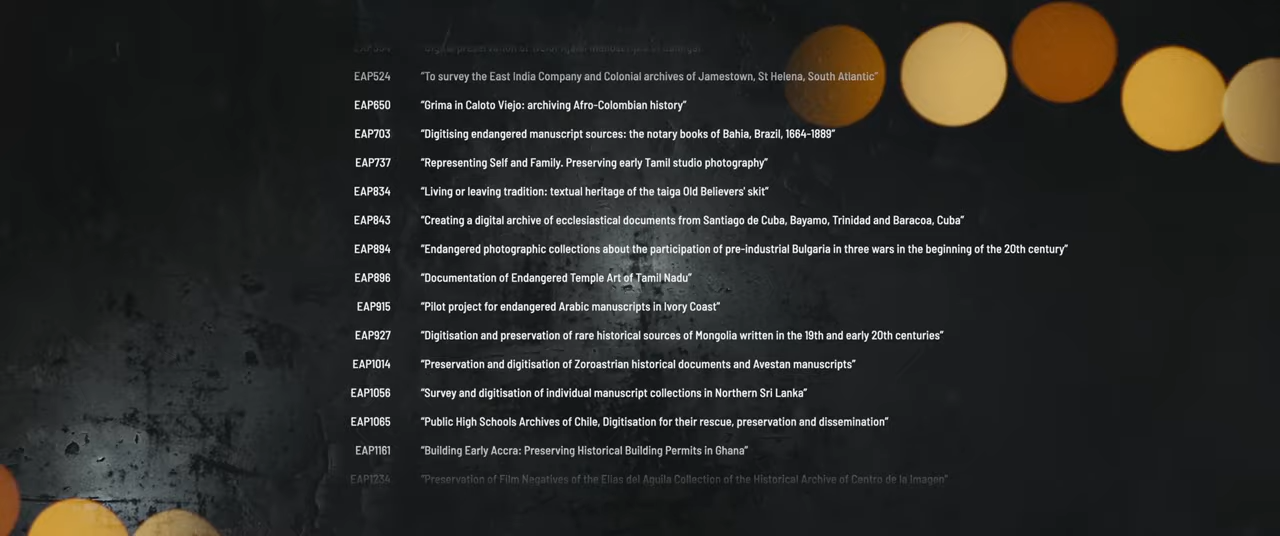 "Digital preservation of Wolof Ajami manuscripts of Senegal"
EAP524 "To survey the East India Company and Colonial archives of Jamestown, St Helena, South Atlantic"
EAP650 "Grima in Caloto Viejo: archiving Afro-Colombian history"
EAP703 "Digitising endangered manuscript sources: the notary books of Bahia, Brazil, 1664-1889"
EAP737 "Representing Self and Family. Preserving early Tamil studio photography"
EAP834 "Living or leaving tradition: textual heritage of the taiga Old Believers' skit"
EAP843 "Creating a digital archive of ecclesiastical documents from Santiago de Cuba, Bayamo, Trinidad and Baracoa, Cuba"
EAP894 "Endangered photographic collections about the participation of pre-industrial Bulgaria in three wars in the beginning of the 20th century"
EAP896 "Documentation of Endangered Temple Art of Tamil Nadu"
EAP915 "Pilot project for endangered Arabic manuscripts in Ivory Coast"
EAP927 "Digitisation and preservation of rare historical sources of Mongolia written in the 19th and early 20th centuries"
EAP1014 "Preservation and digitisation of Zoroastrian historical documents and Avestan manuscripts"
EAP1056 "Survey and digitisation of individual manuscript collections in Northern Sri Lanka"
EAP1065 "Public High Schools Archives of Chile, Digitisation for their rescue, preservation and dissemination"
EAP1161 "Building Early Accra: Preserving Historical Building Permits in Ghana"
EAP1234 "Preservation of Film Negatives of the Elías del Aguila Collection of the Historical Archive of Centro de la Imagen"